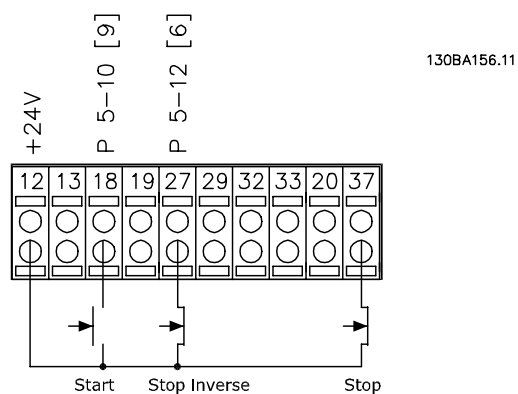 +24V
P 5-10 [9]
P 5-12 [6]
130BA156.11
12 13 18 19 27 29 32 33 20 37
Start Stop Inverse Stop